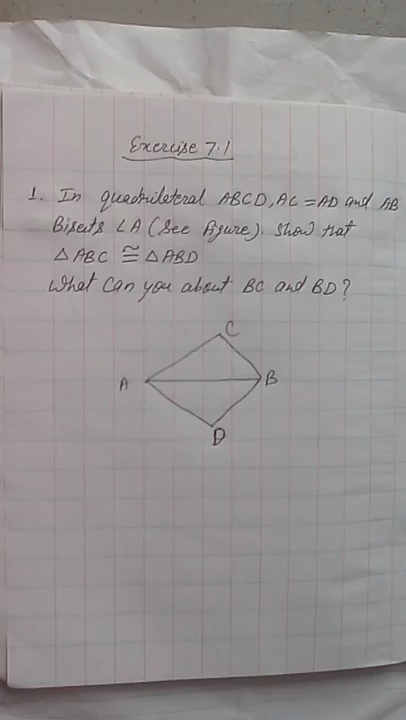 Exercise 7.1
1. In quadrilateral ABCD, AC = AD and AB
Bisects ∠A (See figure). Show that
△ABC ≅ △ABD
What can you about BC and BD?
C
A
B
D